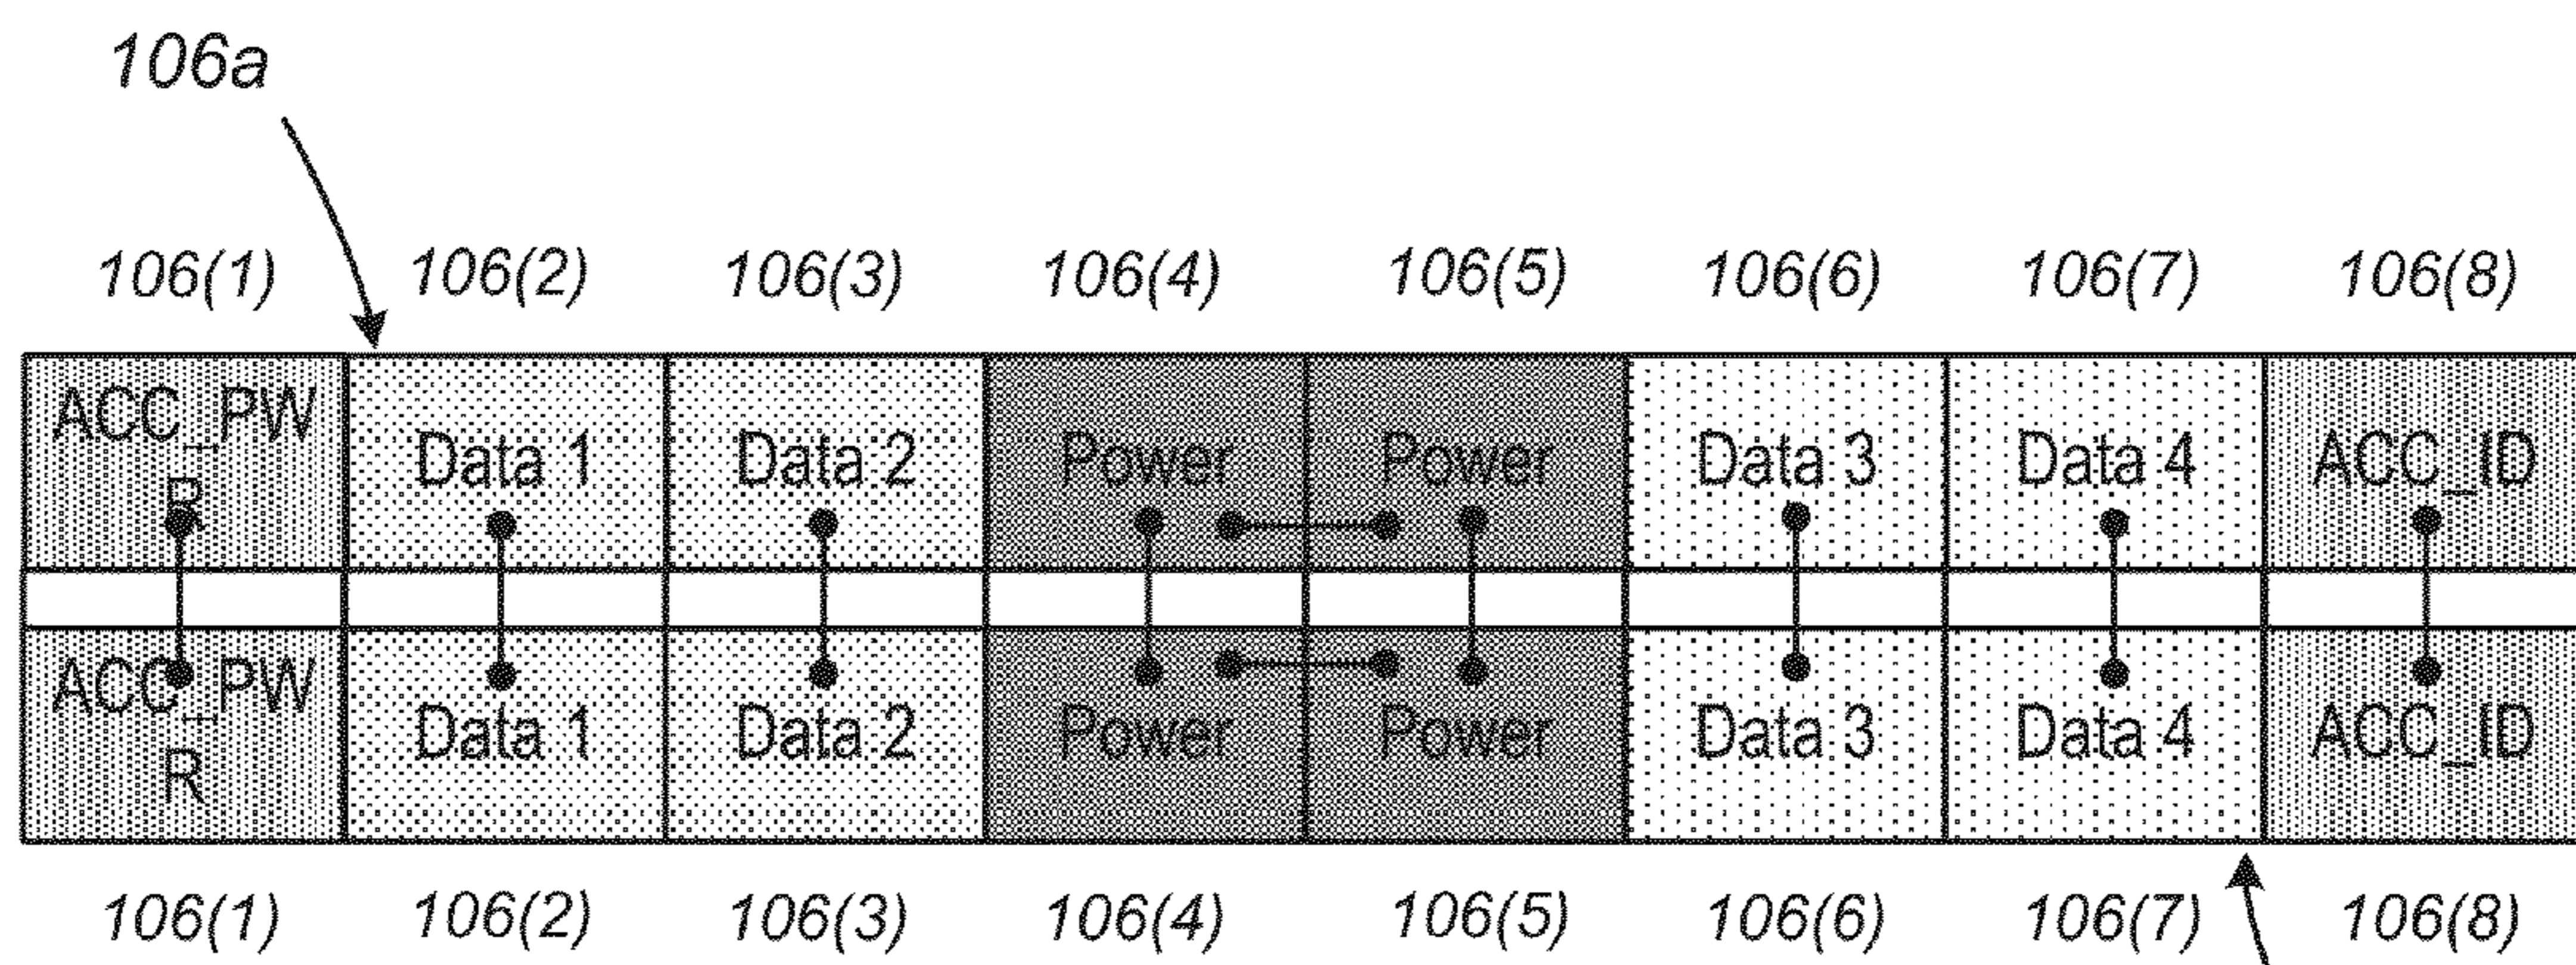 106a
106(1) 106(2) 106(3) 106(4) 106(5) 106(6) 106(7) 106(8)
ACC_PW
R
Data 1 Data 2 Power Power Data 3 Data 4 ACC_ID
ACC_PW
R
Data 1 Data 2 Power Power Data 3 Data 4 ACC_ID
106(1) 106(2) 106(3) 106(4) 106(5) 106(6) 106(7) 106(8)